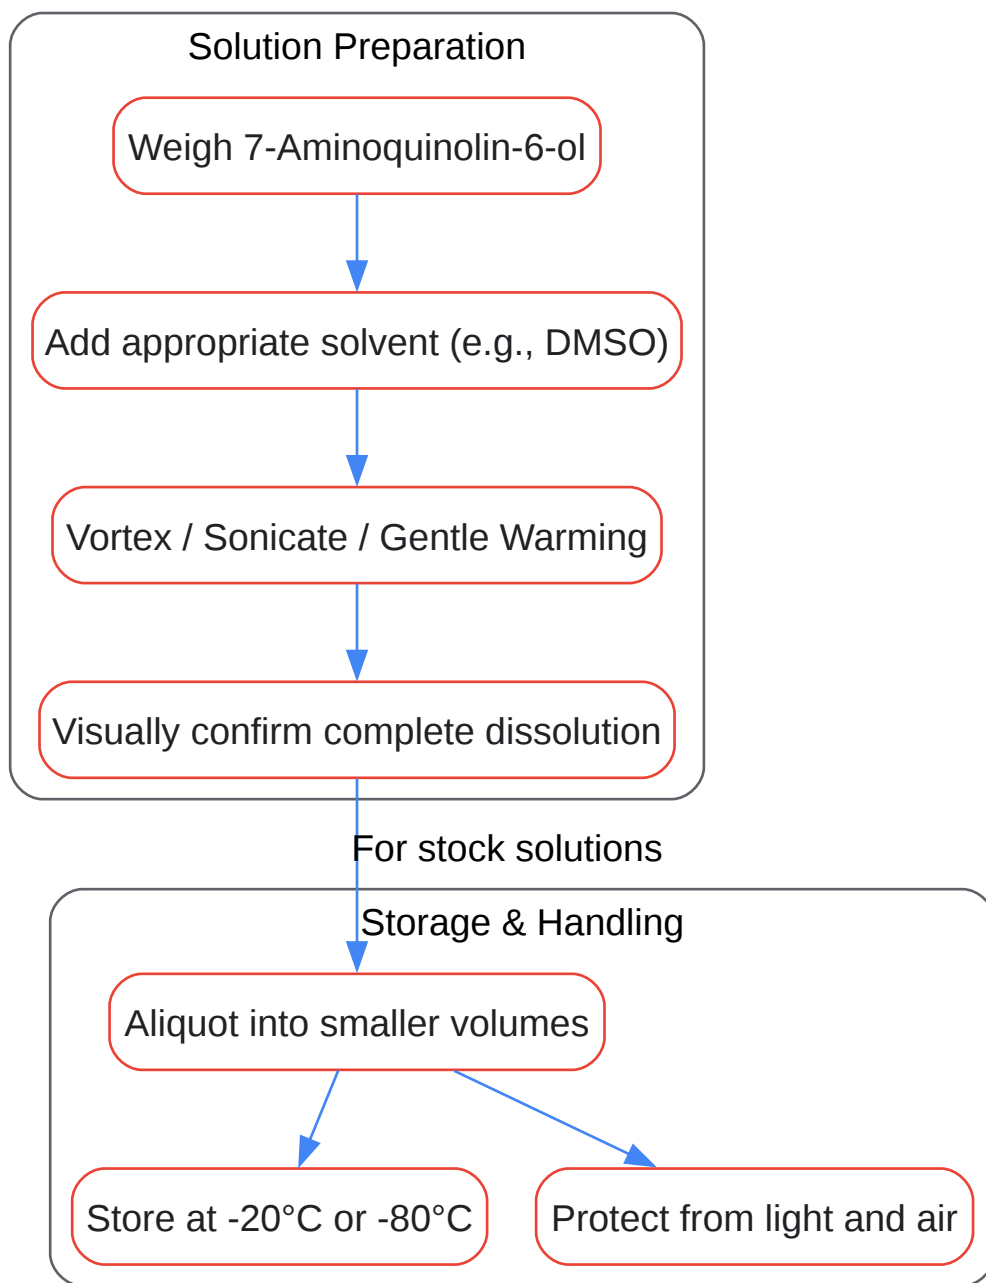 Solution Preparation
Weigh 7-Aminoquinolin-6-ol
Add appropriate solvent (e.g., DMSO)
Vortex / Sonicate / Gentle Warming
Visually confirm complete dissolution
For stock solutions
Storage & Handling
Aliquot into smaller volumes
Store at -20°C or -80°C
Protect from light and air